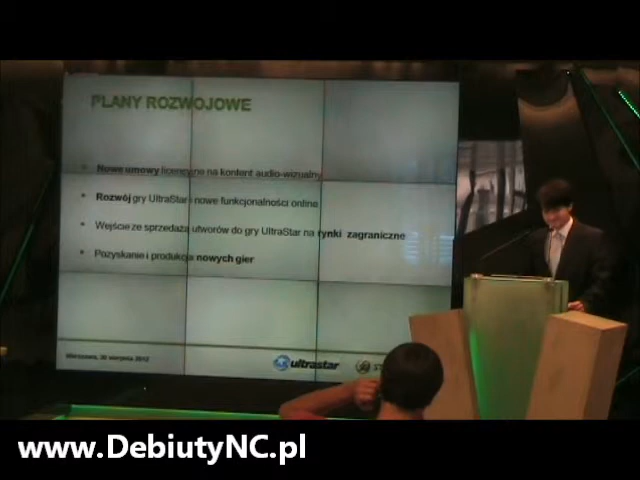 PLANY ROZWOJOWE
Nowe umowy licencyjne na kontent audio-wizualny
Rozwój gry UltraStar i nowe funkcjonalności online
Wejście ze sprzedażą utworów do gry UltraStar na rynki zagraniczne
Pozyskanie i produkcja nowych gier
Warszawa, 30 sierpnia 2012
ultrastar
www.DebiutyNC.pl